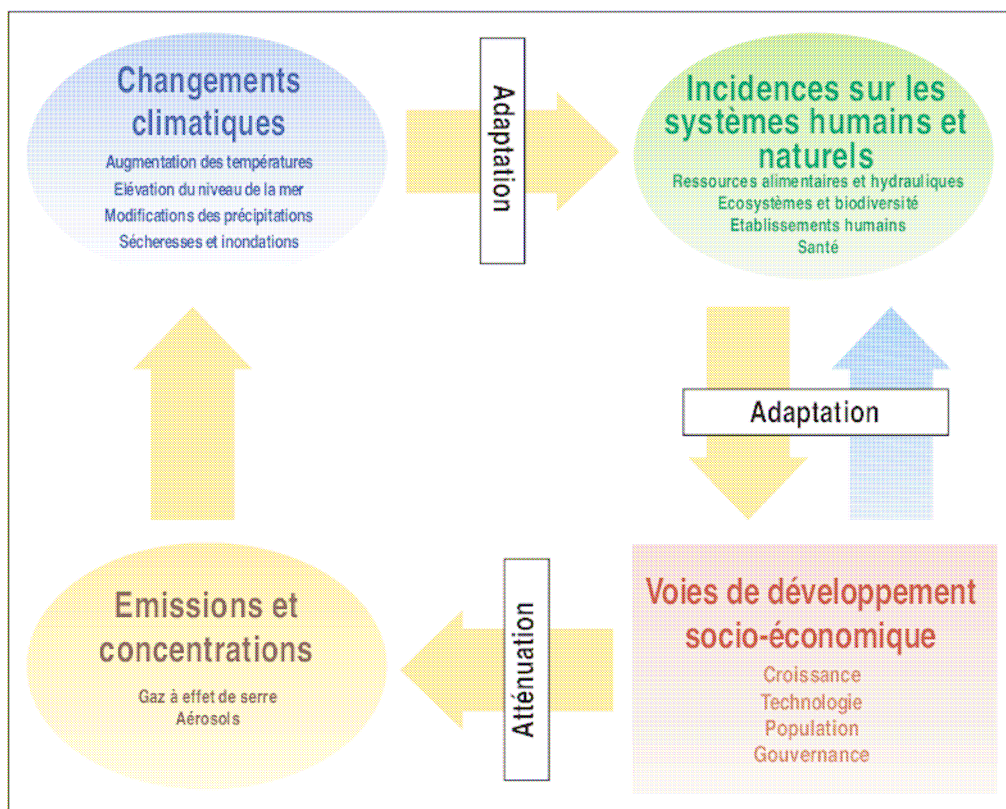 Changements
climatiques
Augmentation des températures
Elévation du niveau de la mer
Modifications des précipitations
Sécheresses et inondations
Adaptation
Incidences sur les
systèmes humains et
naturels
Ressources alimentaires et hydrauliques
Ecosystèmes et biodiversité
Etablissements humains
Santé
Adaptation
Emissions et
concentrations
Gaz à effet de serre
Aérosols
Atténuation
Voies de développement
socio-économique
Croissance
Technologie
Population
Gouvernance